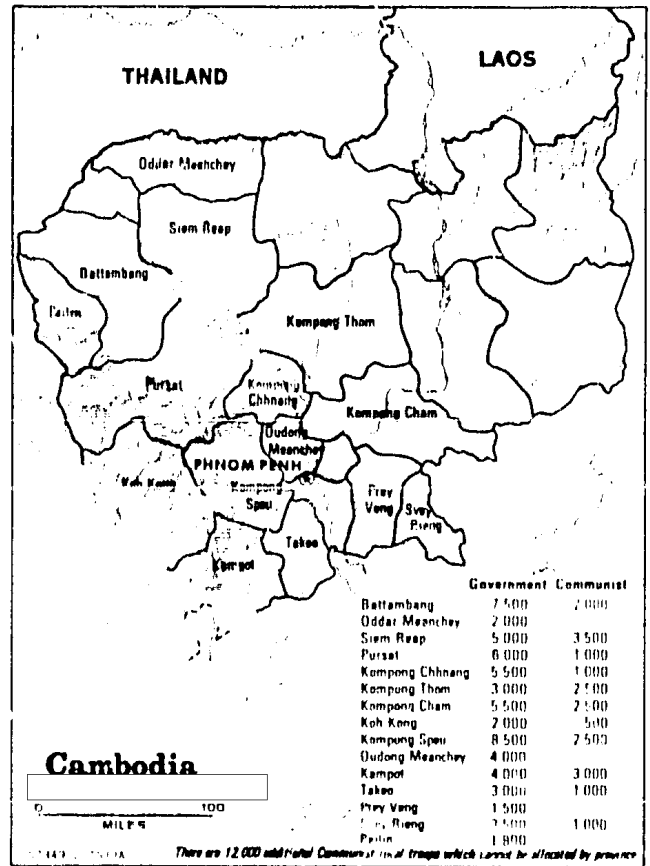 THAILAND
LAOS
Oddar Meanchey
Siem Reap
Battambang
Pailin
Kompong Thom
Pursat
Kompong
Chhnang
Kompong Cham
Oudong
Meanchey
PHNOM PENH
Koh Kong
Kompong
Speu
Prey
Veng
Svay
Rieng
Takeo
Kampot
Government Communist
Battambang 7 500 2 000
Oddar Meanchey 2 000
Siem Reap 5 000 3 500
Pursat 6 000 1 000
Kompong Chhnang 5 500 1 000
Kompong Thom 3 000 2 500
Kompong Cham 5 500 2 500
Koh Kong 2 000 500
Kompong Speu 8 500 2 500
Oudong Meanchey 4 000
Kampot 4 000 3 000
Takeo 3 000 1 000
Prey Veng 1 500
Rieng 1 000
Pailin 1 800
Cambodia
0 100
MILES
There are 12,000 additional Communist local troops which cannot be allocated by province